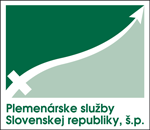 Plemenárske služby
Slovenskej republiky, š.p.